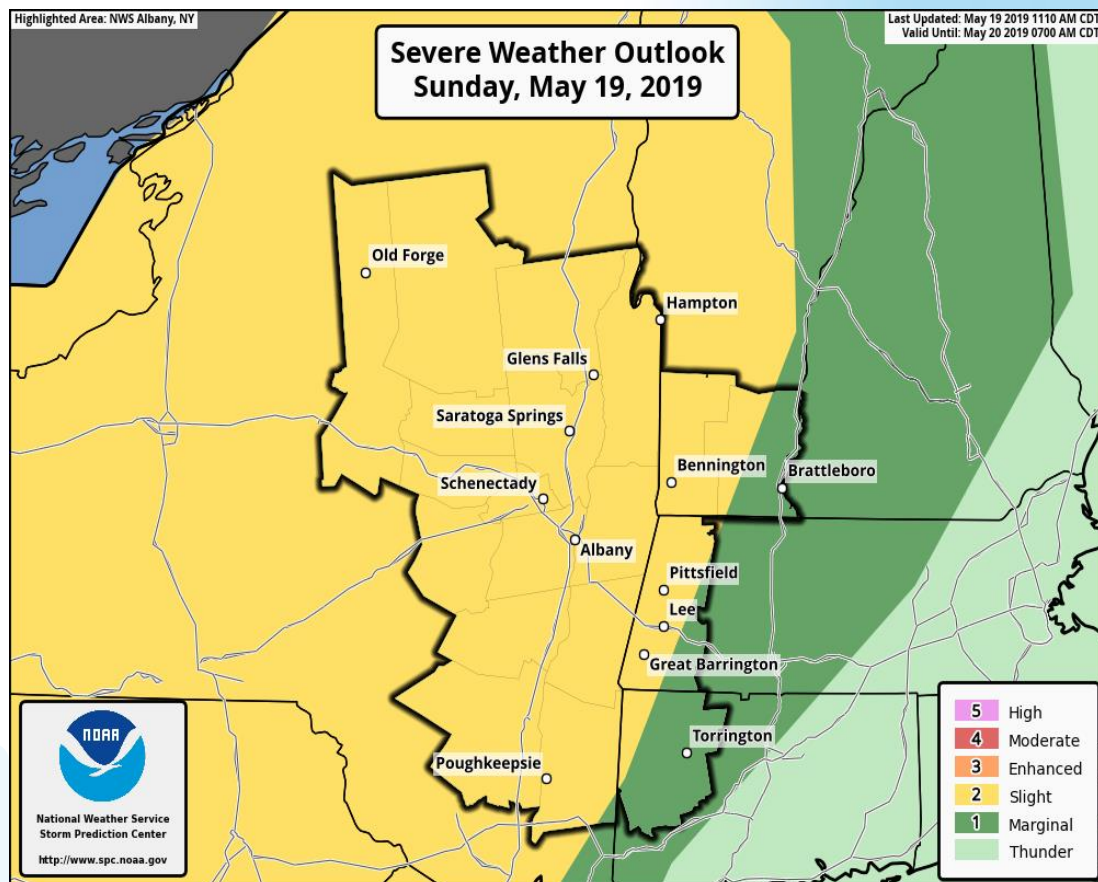 Highlighted Area: NWS Albany, NY
Last Updated: May 19 2019 1110 AM CDT
Valid Until: May 20 2019 0700 AM CDT
Severe Weather Outlook
Sunday, May 19, 2019
Old Forge
Hampton
Glens Falls
Saratoga Springs
Bennington
Brattleboro
Schenectady
Albany
Pittsfield
Lee
Great Barrington
Torrington
Poughkeepsie
NOAA
National Weather Service
Storm Prediction Center
http://www.spc.noaa.gov
5 High
4 Moderate
3 Enhanced
2 Slight
1 Marginal
Thunder